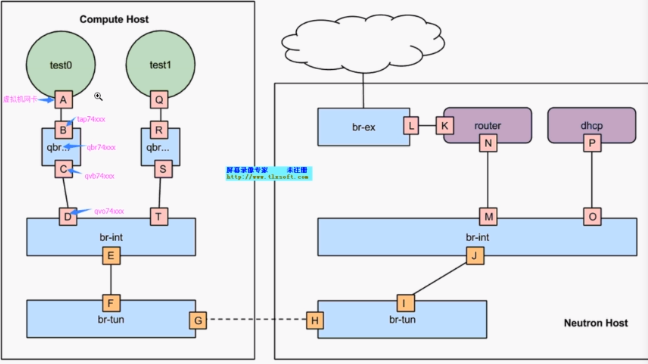 Compute Host
test0
test1
虚拟机网卡
A
Q
tap74xxx
B
R
qbr...
qbr74xxx
qbr...
C
qvb74xxx
S
D
qvo74xxx
T
br-int
E
F
br-tun
G
屏幕录像专家 未注册
http://www.tlxsoft.com
br-ex
L
K
router
dhcp
N
P
M
O
br-int
J
I
H
br-tun
Neutron Host